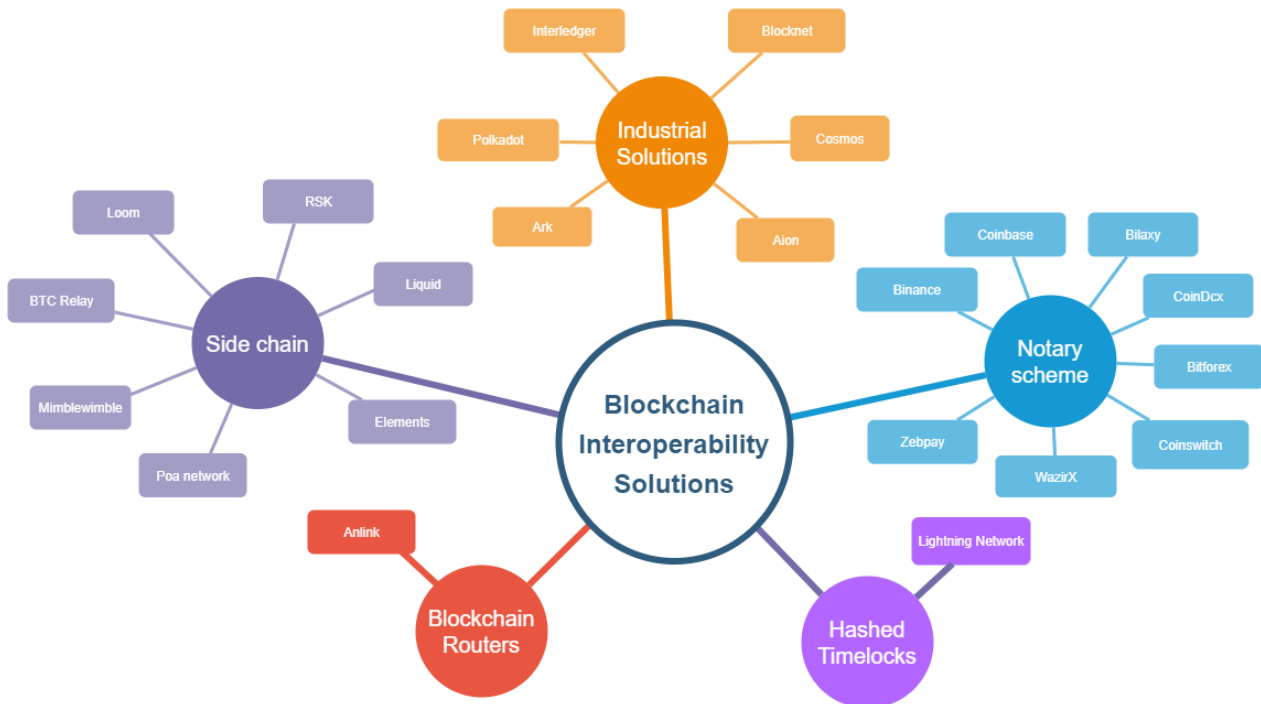 Interledger
Blocknet
Industrial
Solutions
Polkadot
Cosmos
Ark
Aion
Loom
RSK
BTC Relay
Liquid
Side chain
Mimblewimble
Elements
Poa network
Coinbase
Bilaxy
Binance
CoinDcx
Notary
scheme
Bitforex
Zebpay
Coinswitch
WazirX
Blockchain
Interoperability
Solutions
Anlink
Blockchain
Routers
Lightning Network
Hashed
Timelocks